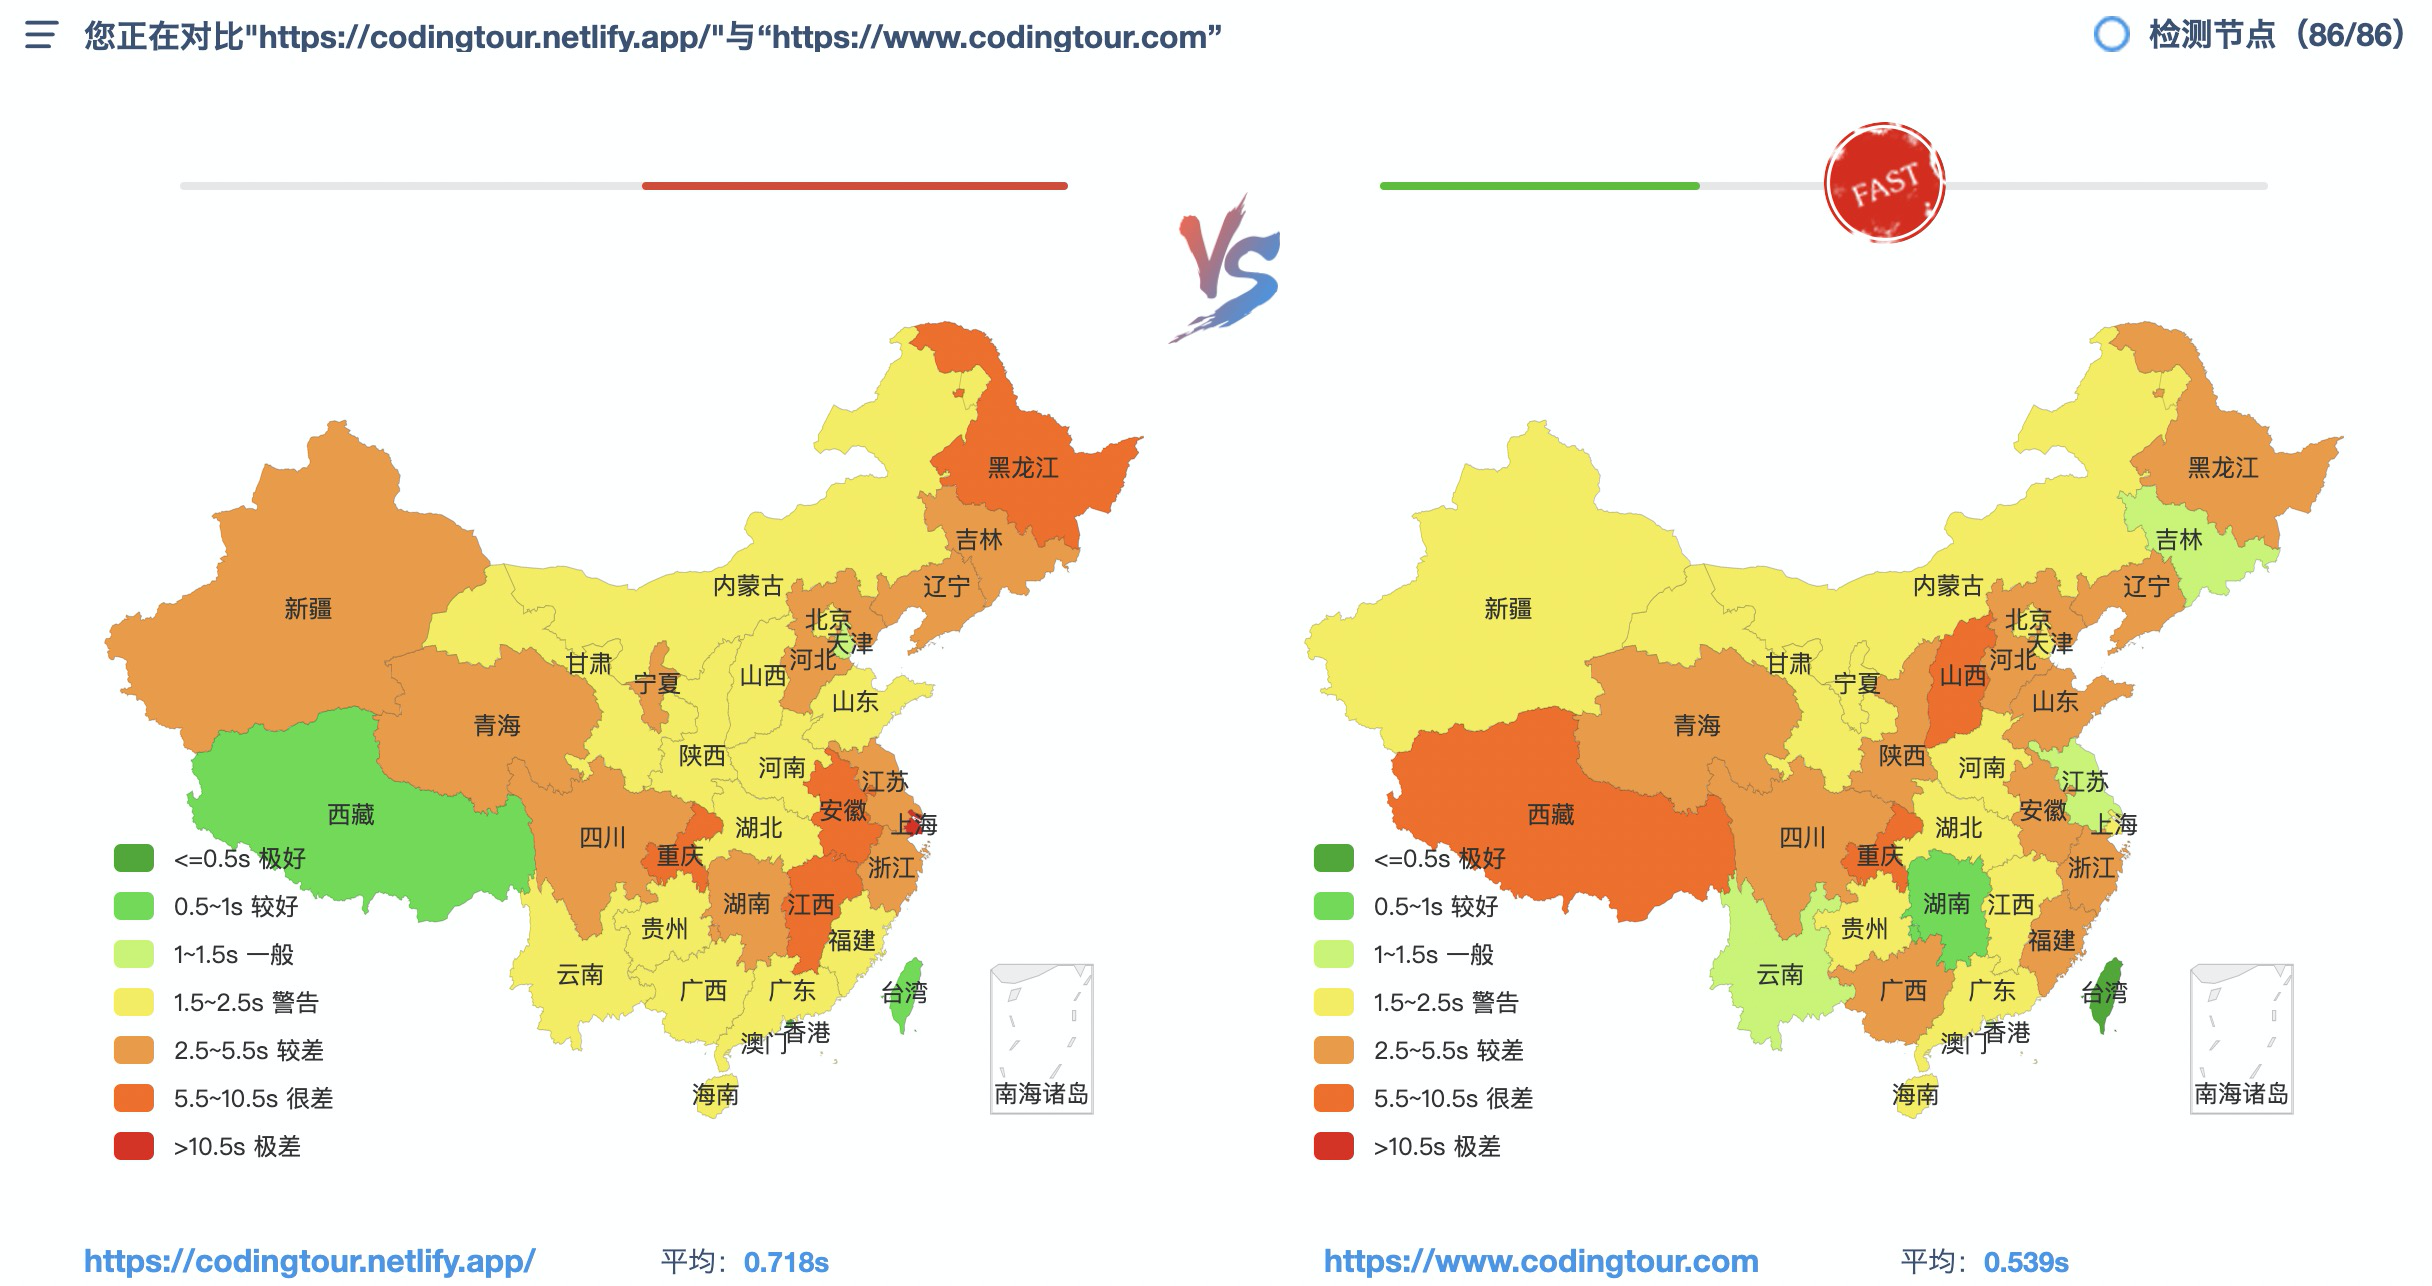 您正在对比"https://codingtour.netlify.app/"与“https://www.codingtour.com”
检测节点（86/86）
FAST
VS
黑龙江
吉林
辽宁
内蒙古
新疆
北京
天津
甘肃
宁夏
山西
河北
山东
青海
陕西
河南
江苏
安徽
上海
西藏
四川
湖北
重庆
浙江
湖南
江西
贵州
福建
云南
广西
广东
台湾
香港
澳门
海南
南海诸岛
<=0.5s 极好
0.5~1s 较好
1~1.5s 一般
1.5~2.5s 警告
2.5~5.5s 较差
5.5~10.5s 很差
>10.5s 极差
https://codingtour.netlify.app/ 平均：0.718s
黑龙江
吉林
辽宁
内蒙古
新疆
北京
天津
甘肃
宁夏
山西
河北
山东
青海
陕西
河南
江苏
安徽
上海
西藏
四川
湖北
重庆
浙江
湖南
江西
贵州
福建
云南
广西
广东
台湾
香港
澳门
海南
南海诸岛
<=0.5s 极好
0.5~1s 较好
1~1.5s 一般
1.5~2.5s 警告
2.5~5.5s 较差
5.5~10.5s 很差
>10.5s 极差
https://www.codingtour.com 平均：0.539s